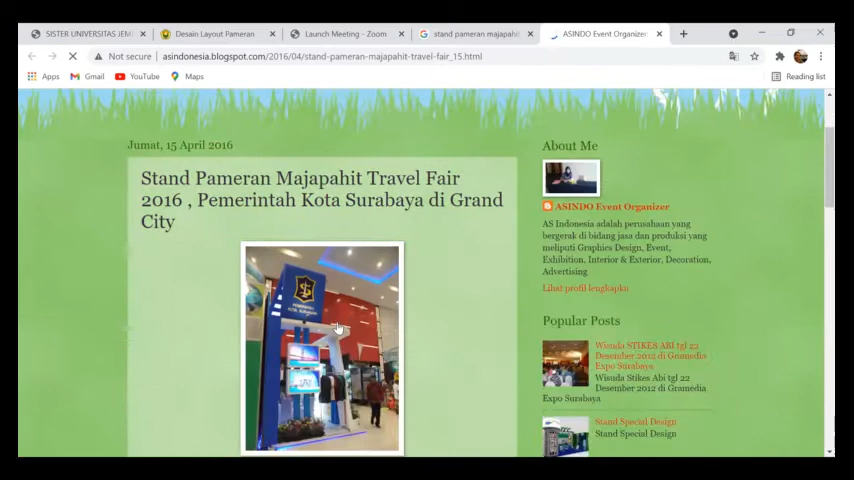 SISTER UNIVERSITAS JEM
Desain Layout Pameran
Launch Meeting - Zoom
stand pameran majapahit
ASINDO Event Organizer
Not secure
asindonesia.blogspot.com/2016/04/stand-pameran-majapahit-travel-fair_15.html
Apps
Gmail
YouTube
Maps
Reading list
Jumat, 15 April 2016
Stand Pameran Majapahit Travel Fair
2016 , Pemerintah Kota Surabaya di Grand
City
PEMERINTAH
KOTA SURABAYA
About Me
ASINDO Event Organizer
AS Indonesia adalah perusahaan yang
bergerak di bidang jasa dan produksi yang
meliputi Graphics Design, Event,
Exhibition, Interior & Exterior, Decoration,
Advertising
Lihat profil lengkapku
Popular Posts
Wisuda STIKES ABI tgl 22
Desember 2012 di Gramedia
Expo Surabaya
Wisuda Stikes Abi tgl 22
Desember 2012 di Gramedia
Expo Surabaya
Stand Special Design
Stand Special Design